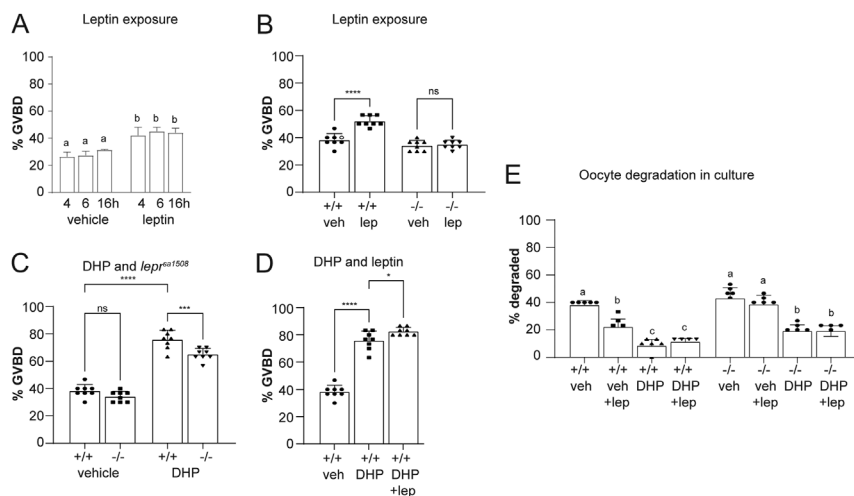 A
Leptin exposure
% GVBD
100
80
60
40
20
0
a a a b b b
4 6 16h 4 6 16h
vehicle leptin
B
Leptin exposure
% GVBD
100
80
60
40
20
0
**** ns
+/+ +/+ -/- -/-
veh lep veh lep
C
DHP and lepr^sa1508
% GVBD
100
80
60
40
20
0
****
ns ***
+/+ -/- +/+ -/-
vehicle DHP
D
DHP and leptin
% GVBD
100
80
60
40
20
0
*
****
+/+ +/+ +/+
veh DHP DHP
+lep
E
Oocyte degradation in culture
% degraded
100
80
60
40
20
0
a b c c a a b b
+/+ +/+ +/+ +/+ -/- -/- -/- -/-
veh veh DHP DHP veh veh DHP DHP
+lep +lep +lep +lep